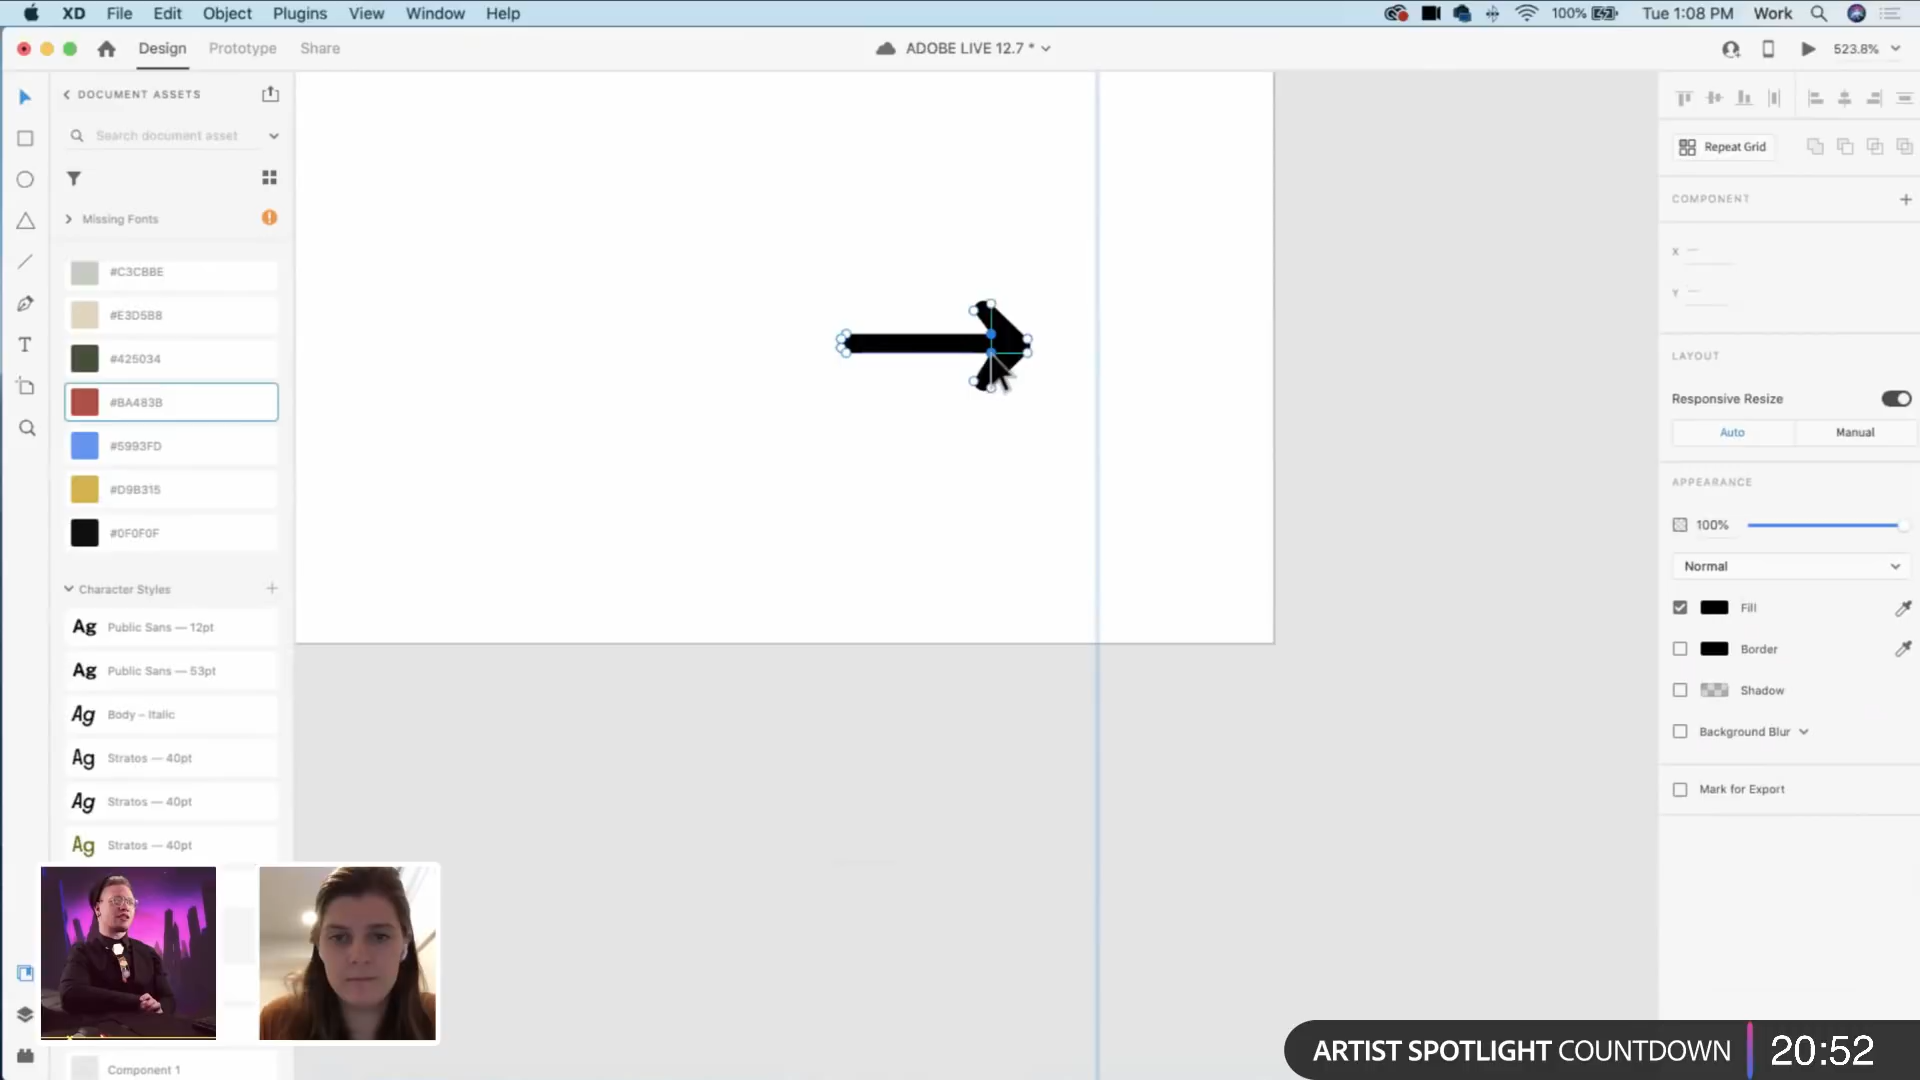 XD File Edit Object Plugins View Window Help
100% Tue 1:08 PM Work
Design Prototype Share
ADOBE LIVE 12.7 *
523.8%
DOCUMENT ASSETS
Search document asset
Missing Fonts
#C3CBBE
#E3D5B8
#425034
#BA483B
#5993FD
#D9B315
#0F0F0F
Character Styles
Ag Public Sans — 12pt
Ag Public Sans — 53pt
Ag Body – Italic
Ag Stratos — 40pt
Ag Stratos — 40pt
Ag Stratos — 40pt
Component 1
Repeat Grid
COMPONENT
X
Y
LAYOUT
Responsive Resize
Auto Manual
APPEARANCE
100%
Normal
Fill
Border
Shadow
Background Blur
Mark for Export
ARTIST SPOTLIGHT COUNTDOWN 20:52